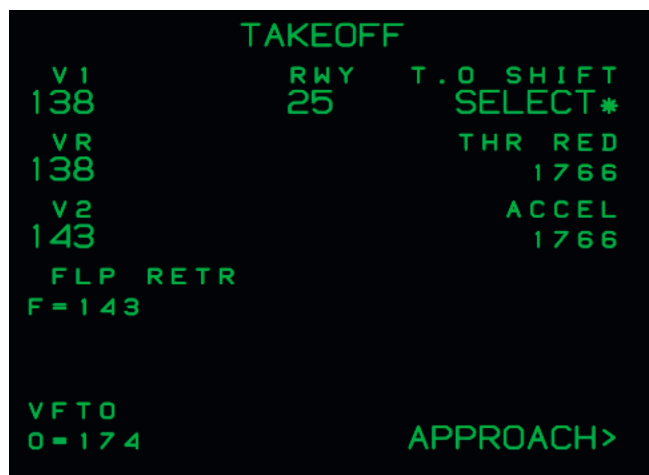 TAKEOFF
V1 RWY T.O SHIFT
138 25 SELECT*
VR THR RED
138 1766
V2 ACCEL
143 1766
FLP RETR
F=143
VFTO
0=174 APPROACH>